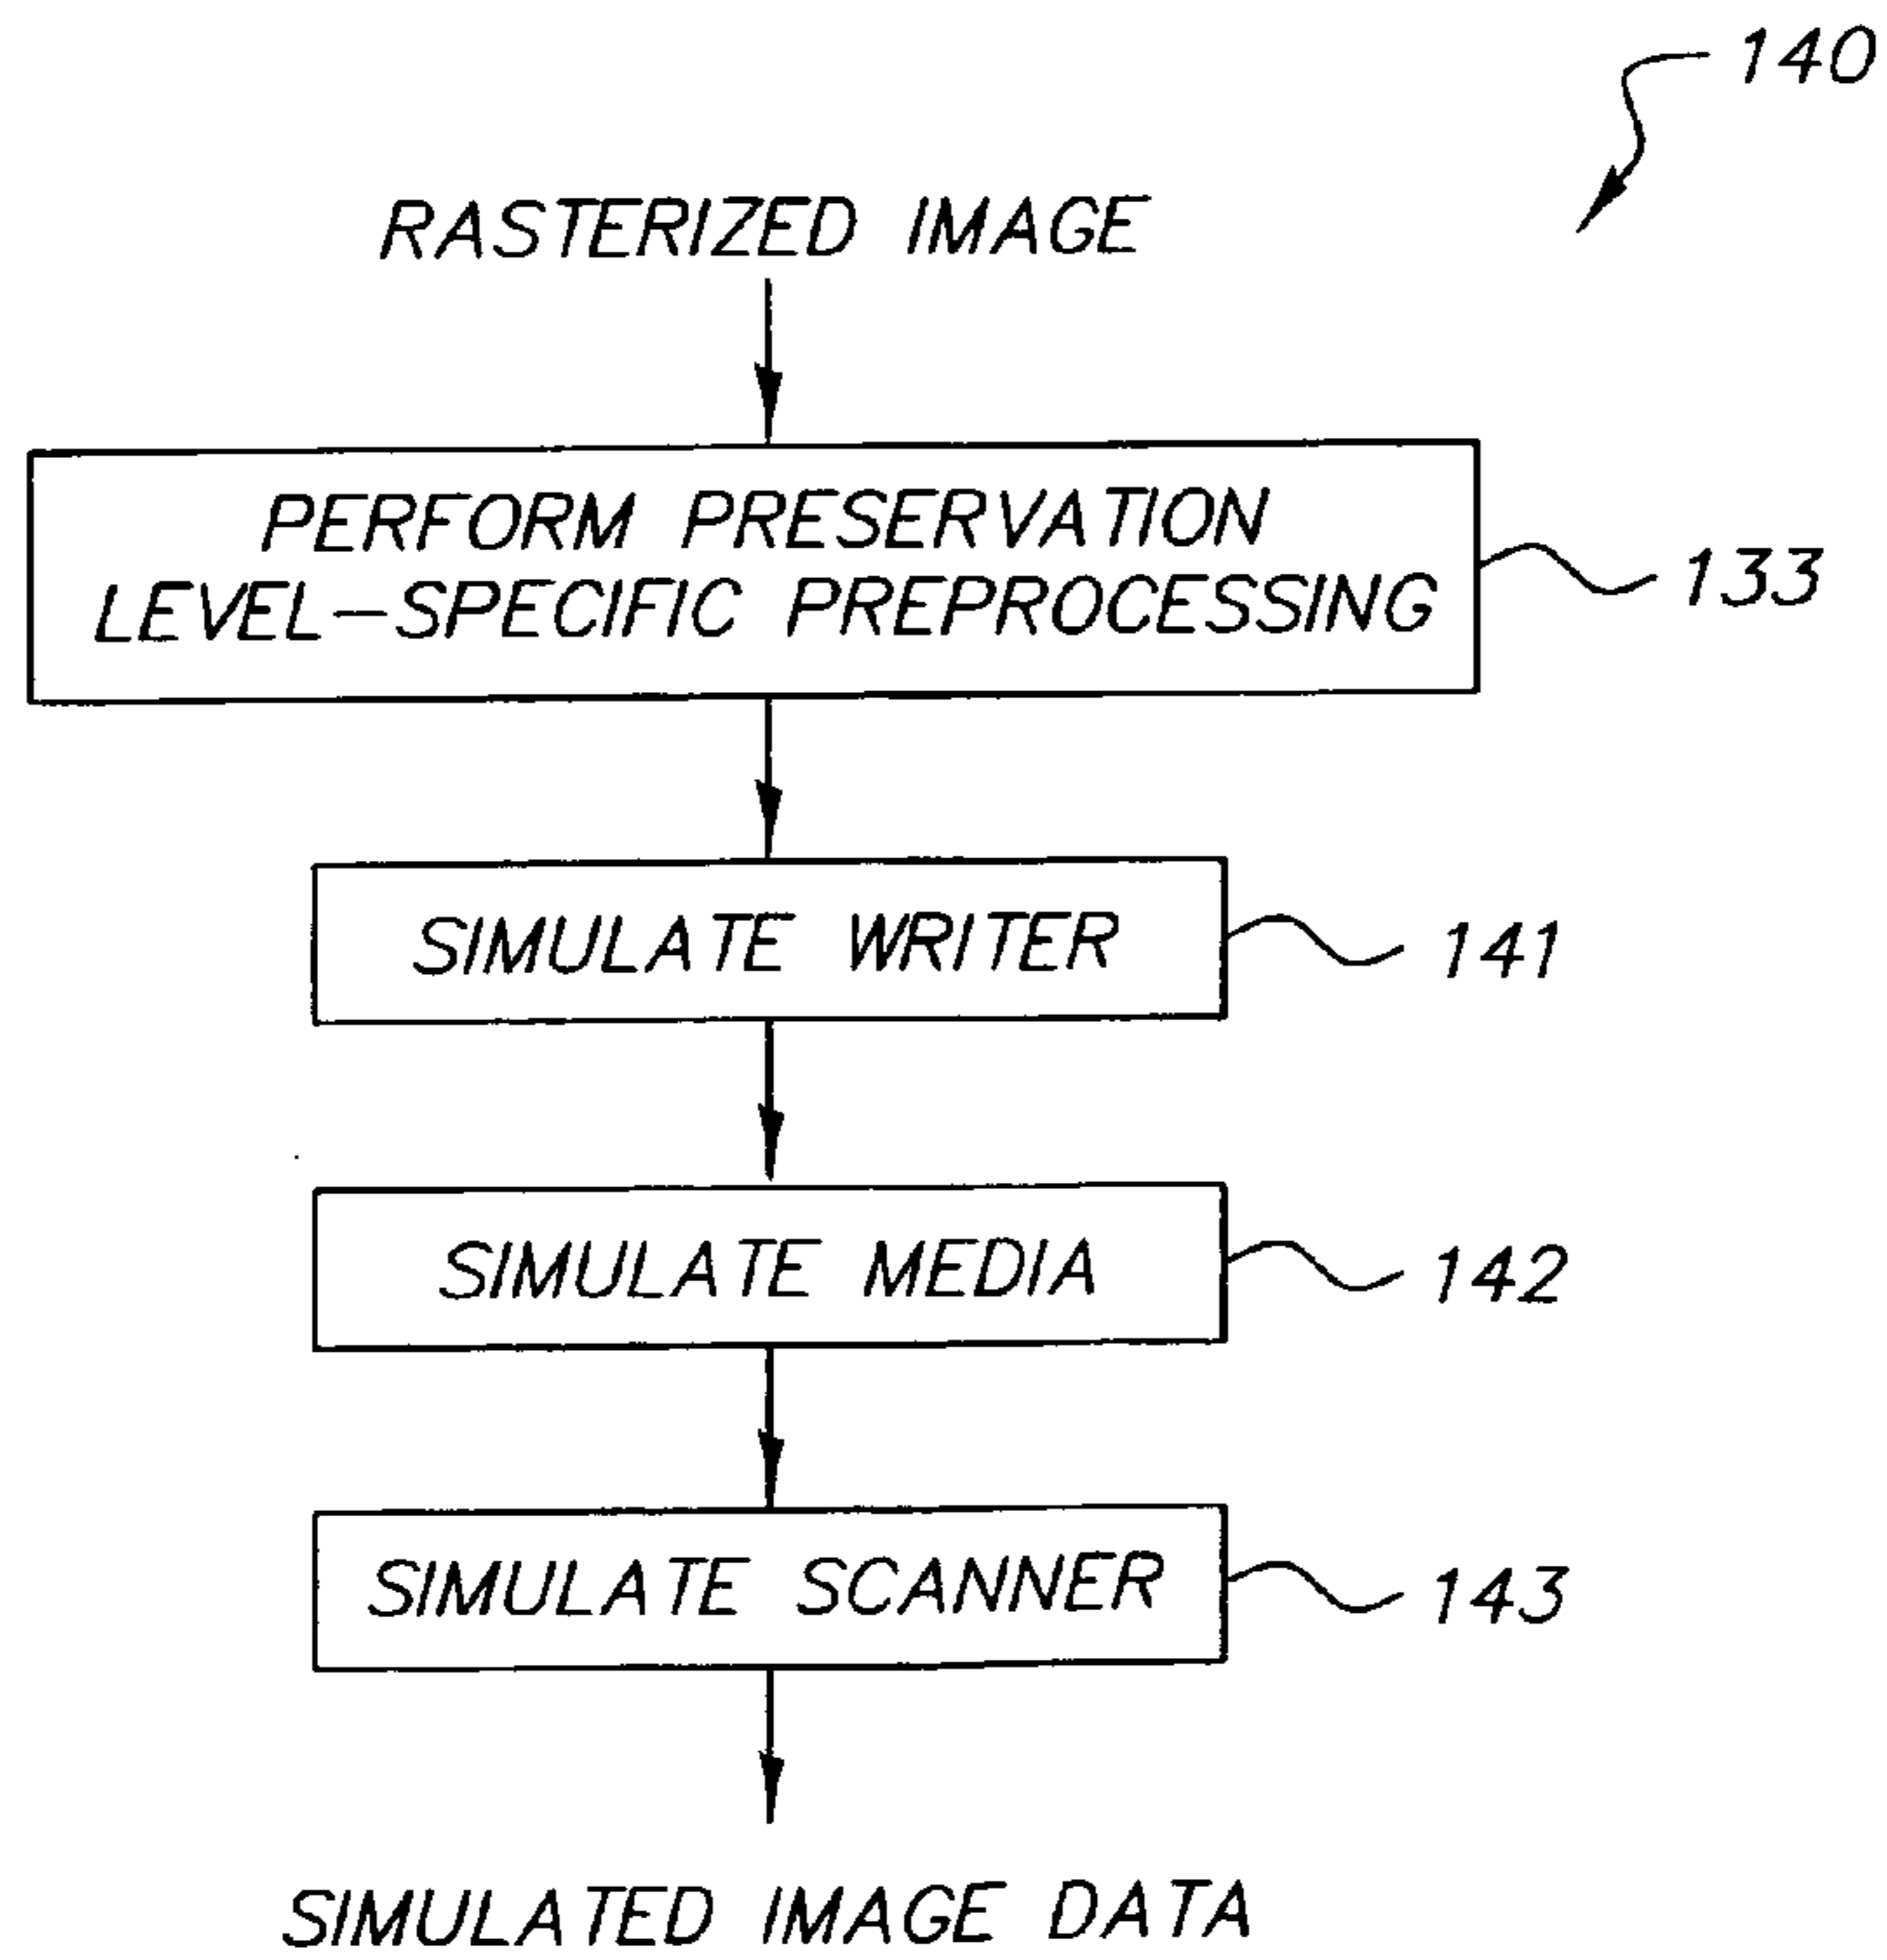 140
RASTERIZED IMAGE
PERFORM PRESERVATION
LEVEL-SPECIFIC PREPROCESSING
133
SIMULATE WRITER
141
SIMULATE MEDIA
142
SIMULATE SCANNER
143
SIMULATED IMAGE DATA